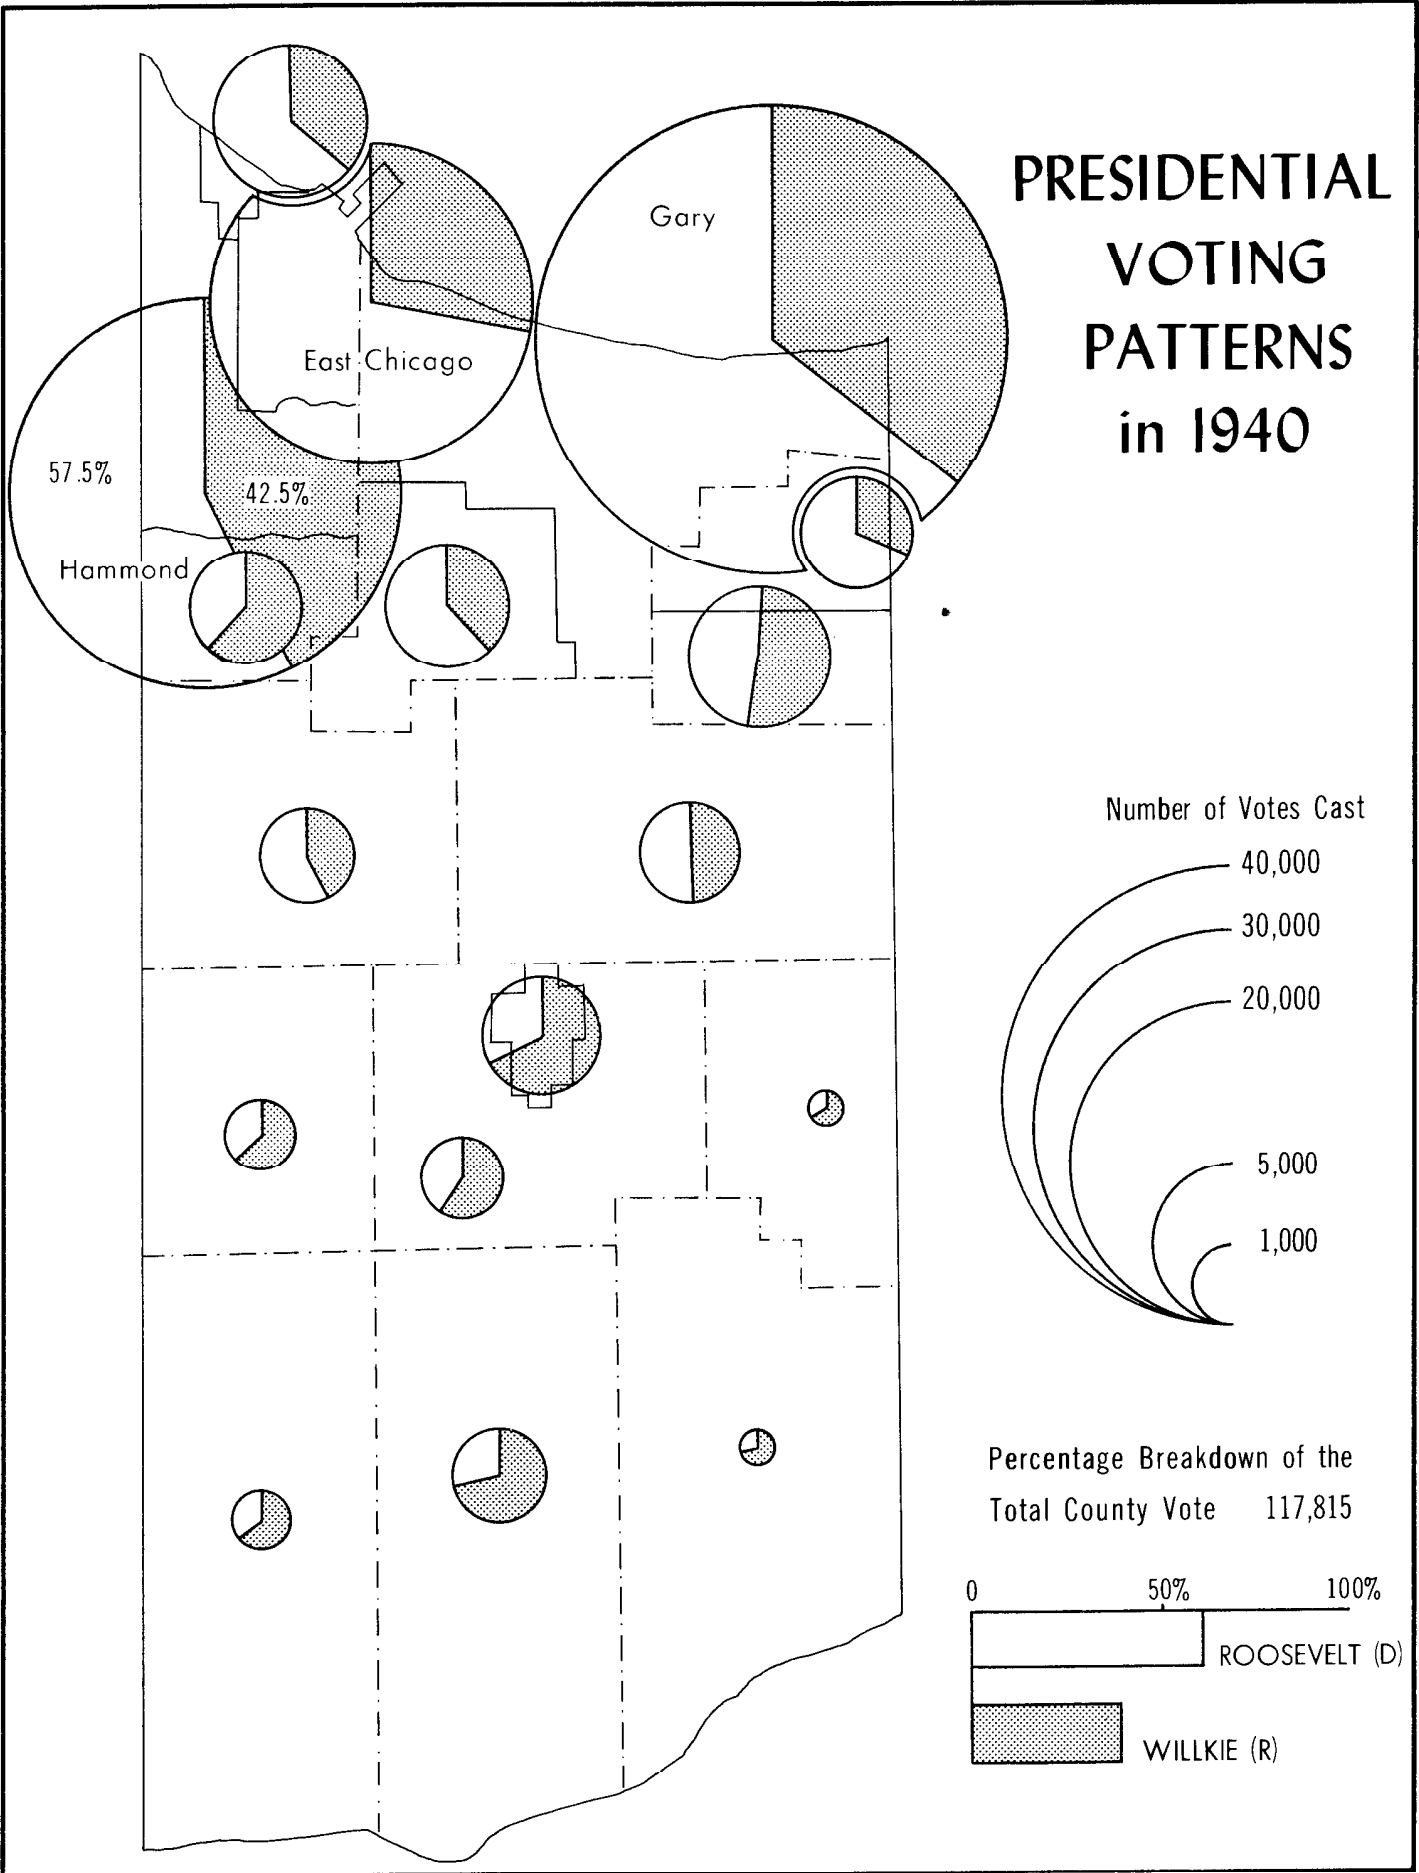 PRESIDENTIAL
VOTING
PATTERNS
in 1940
Gary
East Chicago
57.5%
42.5%
Hammond
Number of Votes Cast
40,000
30,000
20,000
5,000
1,000
Percentage Breakdown of the
Total County Vote 117,815
0 50% 100%
ROOSEVELT (D)
WILLKIE (R)